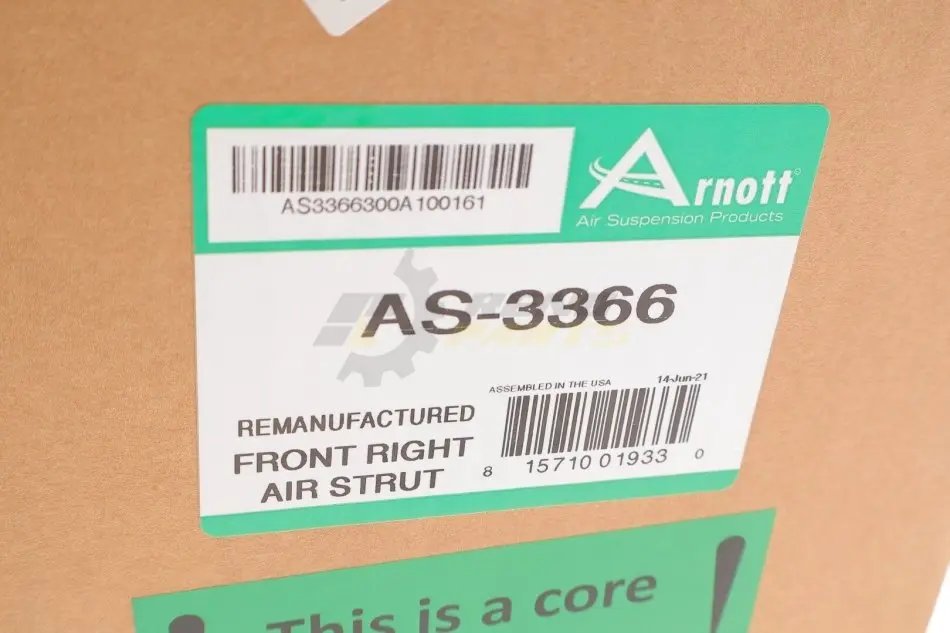 AS3366300A100161
Arnott
Air Suspension Products
AS-3366
ASSEMBLED IN THE USA
14-Jun-21
REMANUFACTURED
FRONT RIGHT
AIR STRUT
8 15710 01933 0
! This is a core !